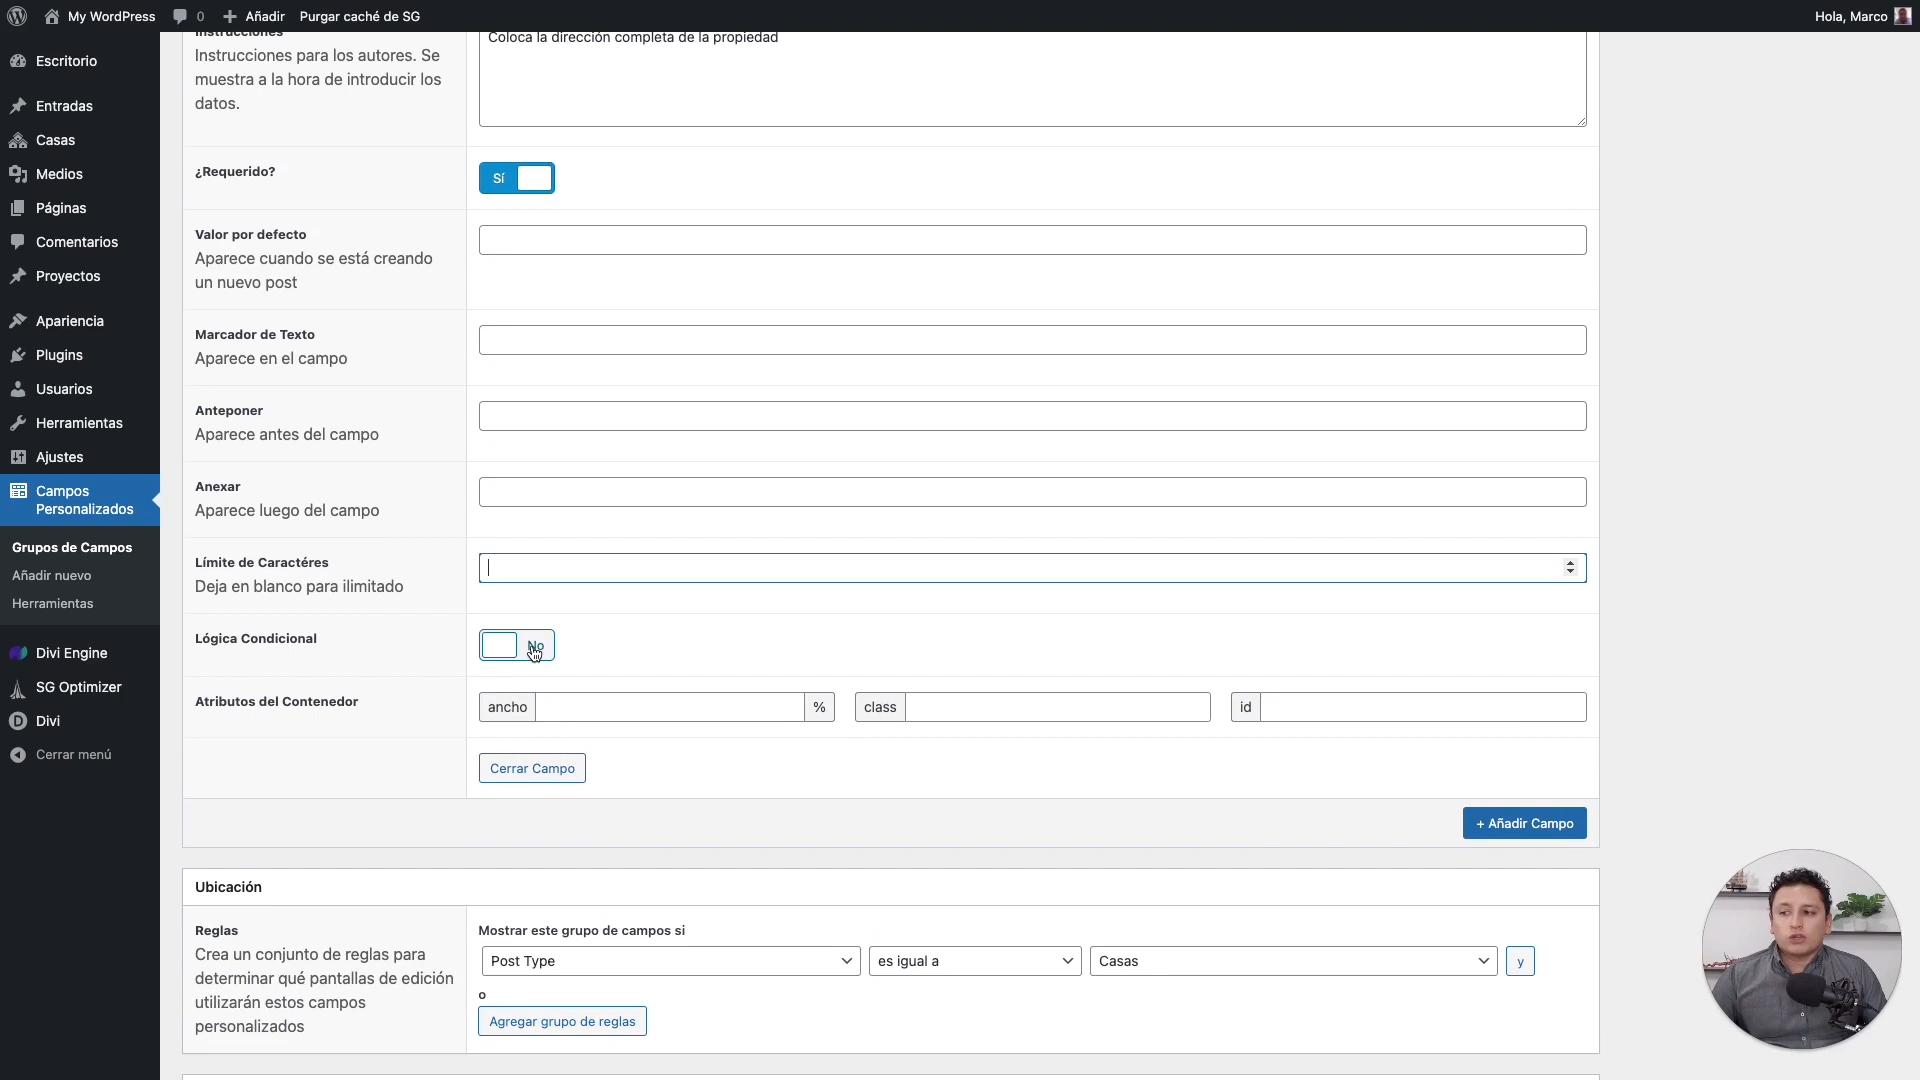 My WordPress
0
Añadir
Purgar caché de SG
Hola, Marco
Escritorio
Entradas
Casas
Medios
Páginas
Comentarios
Proyectos
Apariencia
Plugins
Usuarios
Herramientas
Ajustes
Campos
Personalizados
Grupos de Campos
Añadir nuevo
Herramientas
Divi Engine
SG Optimizer
Divi
Cerrar menú
Instrucciones
Instrucciones para los autores. Se
muestra a la hora de introducir los
datos.
Coloca la dirección completa de la propiedad
¿Requerido?
Sí
Valor por defecto
Aparece cuando se está creando
un nuevo post
Marcador de Texto
Aparece en el campo
Anteponer
Aparece antes del campo
Anexar
Aparece luego del campo
Límite de Caractéres
Deja en blanco para ilimitado
Lógica Condicional
No
Atributos del Contenedor
ancho
%
class
id
Cerrar Campo
+ Añadir Campo
Ubicación
Reglas
Crea un conjunto de reglas para
determinar qué pantallas de edición
utilizarán estos campos
personalizados
Mostrar este grupo de campos si
Post Type
es igual a
Casas
y
o
Agregar grupo de reglas